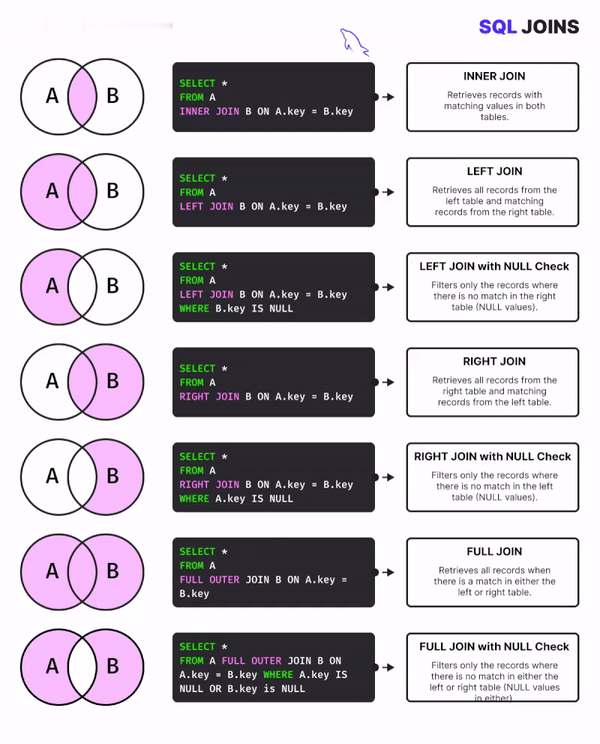 SQL JOINS
A B
SELECT *
FROM A
INNER JOIN B ON A.key = B.key
INNER JOIN
Retrieves records with
matching values in both
tables.
A B
SELECT *
FROM A
LEFT JOIN B ON A.key = B.key
LEFT JOIN
Retrieves all records from the
left table and matching
records from the right table.
A B
SELECT *
FROM A
LEFT JOIN B ON A.key = B.key
WHERE B.key IS NULL
LEFT JOIN with NULL Check
Filters only the records where
there is no match in the right
table (NULL values).
A B
SELECT *
FROM A
RIGHT JOIN B ON A.key = B.key
RIGHT JOIN
Retrieves all records from the
right table and matching
records from the left table.
A B
SELECT *
FROM A
RIGHT JOIN B ON A.key = B.key
WHERE A.key IS NULL
RIGHT JOIN with NULL Check
Filters only the records where
there is no match in the left
table (NULL values).
A B
SELECT *
FROM A
FULL OUTER JOIN B ON A.key =
B.key
FULL JOIN
Retrieves all records when
there is a match in either the
left or right table.
A B
SELECT *
FROM A FULL OUTER JOIN B ON
A.key = B.key WHERE A.key IS
NULL OR B.key is NULL
FULL JOIN with NULL Check
Filters only the records where
there is no match in either the
left or right table (NULL values
in either)